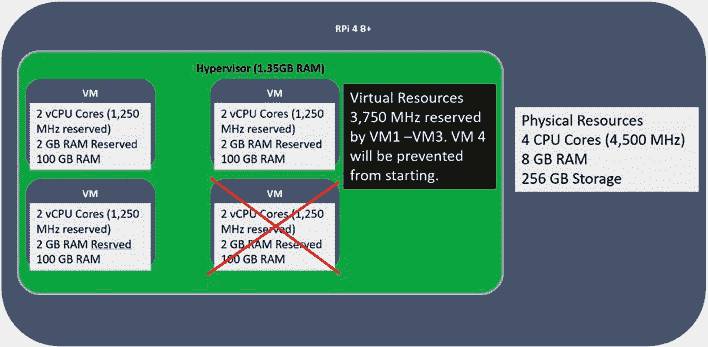 RPi 4 B+
Hypervisor (1.35GB RAM)
VM
2 vCPU Cores (1,250
MHz reserved)
2 GB RAM Reserved
100 GB RAM
VM
2 vCPU Cores (1,250
MHz reserved)
2 GB RAM Reserved
100 GB RAM
VM
2 vCPU Cores (1,250
MHz reserved)
2 GB RAM Resrved
100 GB RAM
VM
2 vCPU Cores (1,250
MHz reserved)
2 GB RAM Reserved
100 GB RAM
Virtual Resources
3,750 MHz reserved
by VM1 –VM3. VM 4
will be prevented
from starting.
Physical Resources
4 CPU Cores (4,500 MHz)
8 GB RAM
256 GB Storage